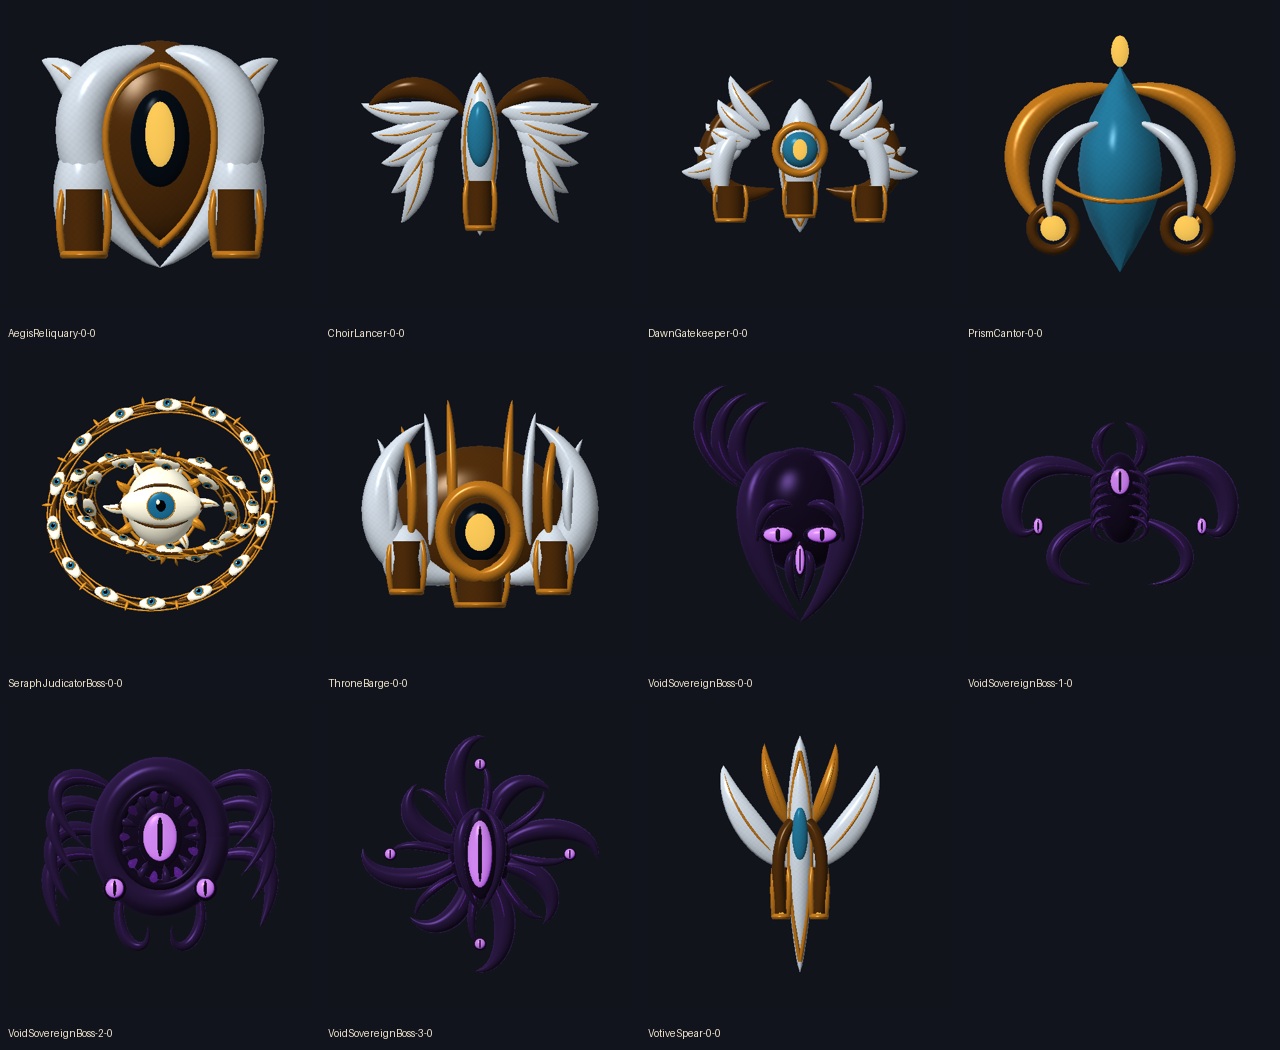 AegisReliquary-0-0
ChoirLancer-0-0
DawnGatekeeper-0-0
PrismCantor-0-0
SeraphJudicatorBoss-0-0
ThroneBarge-0-0
VoidSovereignBoss-0-0
VoidSovereignBoss-1-0
VoidSovereignBoss-2-0
VoidSovereignBoss-3-0
VotiveSpear-0-0